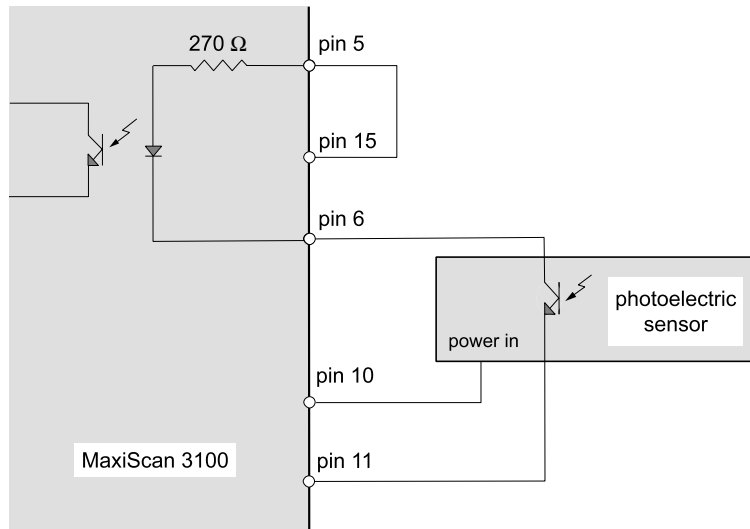 270 Ω
pin 5
pin 15
pin 6
photoelectric
sensor
power in
pin 10
MaxiScan 3100
pin 11